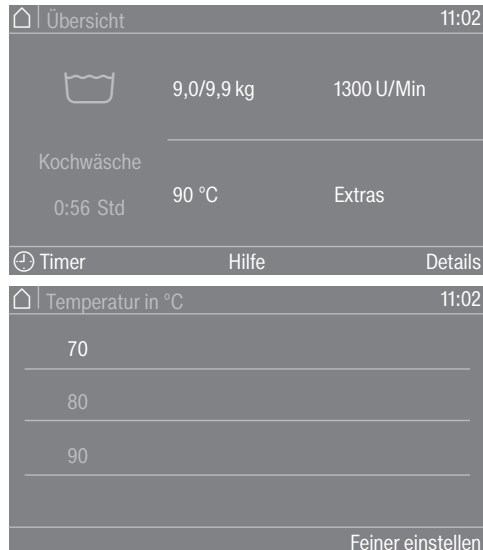 Übersicht 11:02
9,0/9,9 kg 1300 U/Min
Kochwäsche
0:56 Std
90 °C Extras
Timer Hilfe Details
Temperatur in °C 11:02
70
80
90
Feiner einstellen